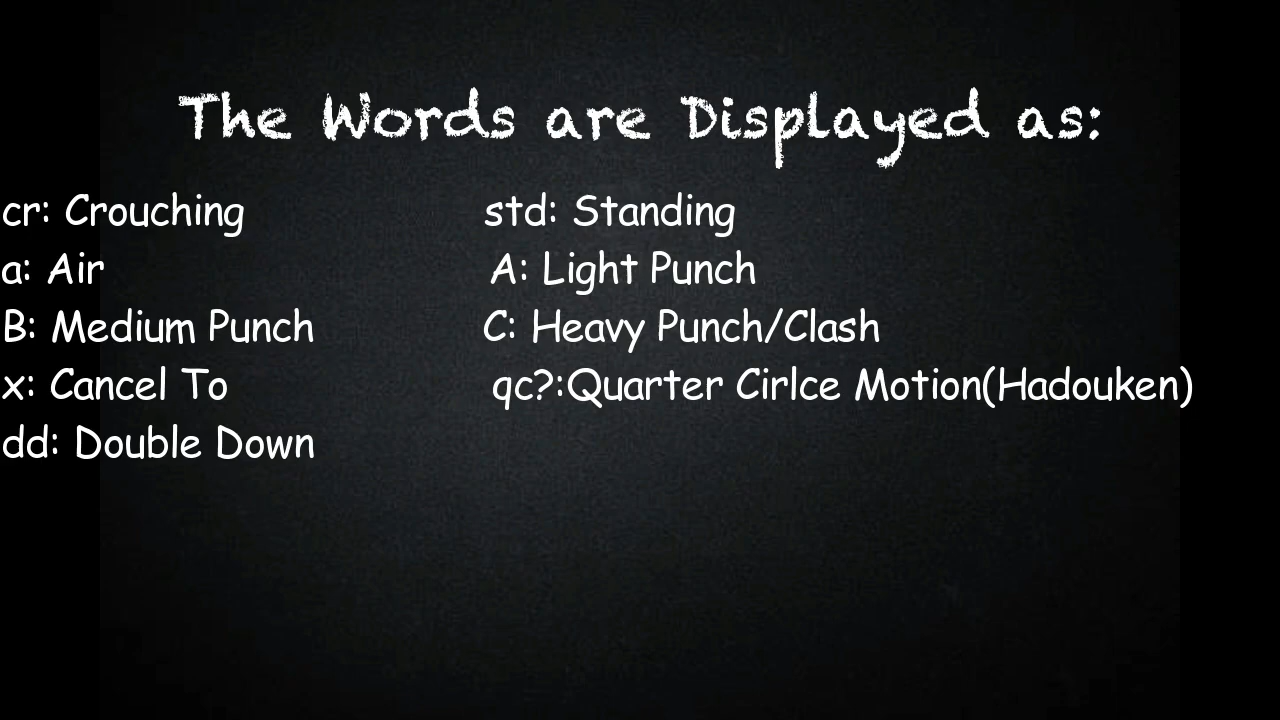 The Words are Displayed as:
cr: Crouching std: Standing
a: Air A: Light Punch
B: Medium Punch C: Heavy Punch/Clash
x: Cancel To qc?:Quarter Cirlce Motion(Hadouken)
dd: Double Down